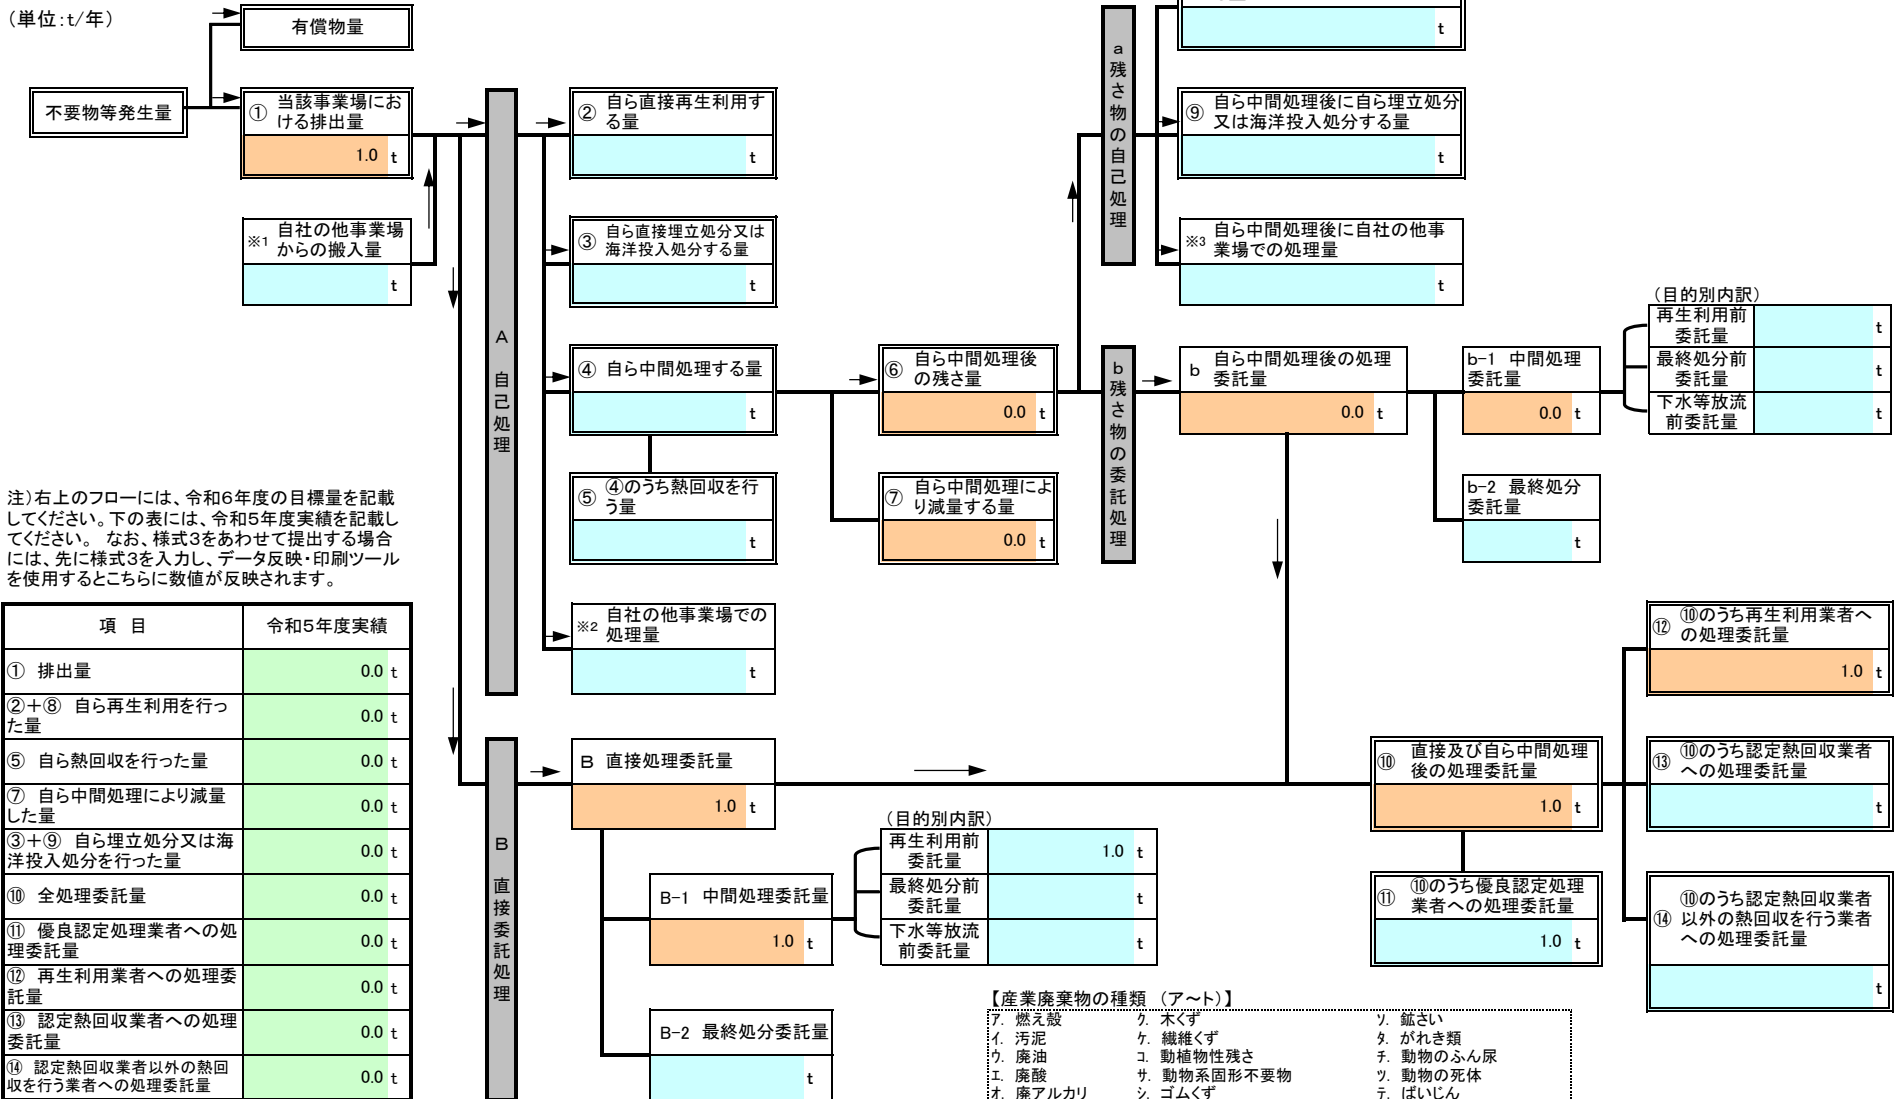 （単位：ｔ/年）
有償物量
ｔ
不要物等発生量
① 当該事業場にお
ける排出量
1.0 ｔ
② 自ら直接再生利用す
る量
ｔ
a
残さ物の自己処理
⑨ 自ら中間処理後に自ら埋立処分
又は海洋投入処分する量
ｔ
※1 自社の他事業場
からの搬入量
ｔ
③ 自ら直接埋立処分又は
海洋投入処分する量
ｔ
※3 自ら中間処理後に自社の他事
業場での処理量
ｔ
A
自己処理
④ 自ら中間処理する量
ｔ
⑥ 自ら中間処理後
の残さ量
0.0 ｔ
b
残さ物の委託処理
b 自ら中間処理後の処理
委託量
0.0 ｔ
b-1 中間処理
委託量
0.0 ｔ
（目的別内訳）
再生利用前
委託量
ｔ
最終処分前
委託量
ｔ
下水等放流
前委託量
ｔ
⑤ ④のうち熱回収を行
う量
ｔ
⑦ 自ら中間処理によ
り減量する量
0.0 ｔ
b-2 最終処分
委託量
ｔ
注）右上のフローには、令和６年度の目標量を記載
してください。下の表には、令和５年度実績を記載し
てください。 なお、様式３をあわせて提出する場合
には、先に様式３を入力し、データ反映・印刷ツール
を使用するとこちらに数値が反映されます。
※2 自社の他事業場での
処理量
ｔ
項 目 令和５年度実績
① 排出量 0.0 ｔ
②＋⑧ 自ら再生利用を行っ
た量 0.0 ｔ
⑤ 自ら熱回収を行った量 0.0 ｔ
⑦ 自ら中間処理により減量
した量 0.0 ｔ
③＋⑨ 自ら埋立処分又は海
洋投入処分を行った量 0.0 ｔ
⑩ 全処理委託量 0.0 ｔ
⑪ 優良認定処理業者への処
理委託量 0.0 ｔ
⑫ 再生利用業者への処理委
託量 0.0 ｔ
⑬ 認定熱回収業者への処理
委託量 0.0 ｔ
⑭ 認定熱回収業者以外の熱回
収を行う業者への処理委託量 0.0 ｔ
B
直接委託処理
B 直接処理委託量
1.0 ｔ
B-1 中間処理委託量
1.0 ｔ
（目的別内訳）
再生利用前
委託量
1.0 ｔ
最終処分前
委託量
ｔ
下水等放流
前委託量
ｔ
B-2 最終処分委託量
ｔ
⑩ 直接及び自ら中間処理
後の処理委託量
1.0 ｔ
⑪ ⑩のうち優良認定処理
業者への処理委託量
1.0 ｔ
⑫ ⑩のうち再生利用業者へ
の処理委託量
1.0 ｔ
⑬ ⑩のうち認定熱回収業者
への処理委託量
ｔ
⑭ ⑩のうち認定熱回収業者
以外の熱回収を行う業者
への処理委託量
ｔ
【産業廃棄物の種類 （ア～ト）】
ｱ. 燃え殻 ｸ. 木くず ｿ. 鉱さい
ｲ. 汚泥 ｹ. 繊維くず ﾀ. がれき類
ｳ. 廃油 ｺ. 動植物性残さ ﾁ. 動物のふん尿
ｴ. 廃酸 ｻ. 動物系固形不要物 ﾂ. 動物の死体
ｵ. 廃アルカリ ｼ. ゴムくず ﾃ. ばいじん